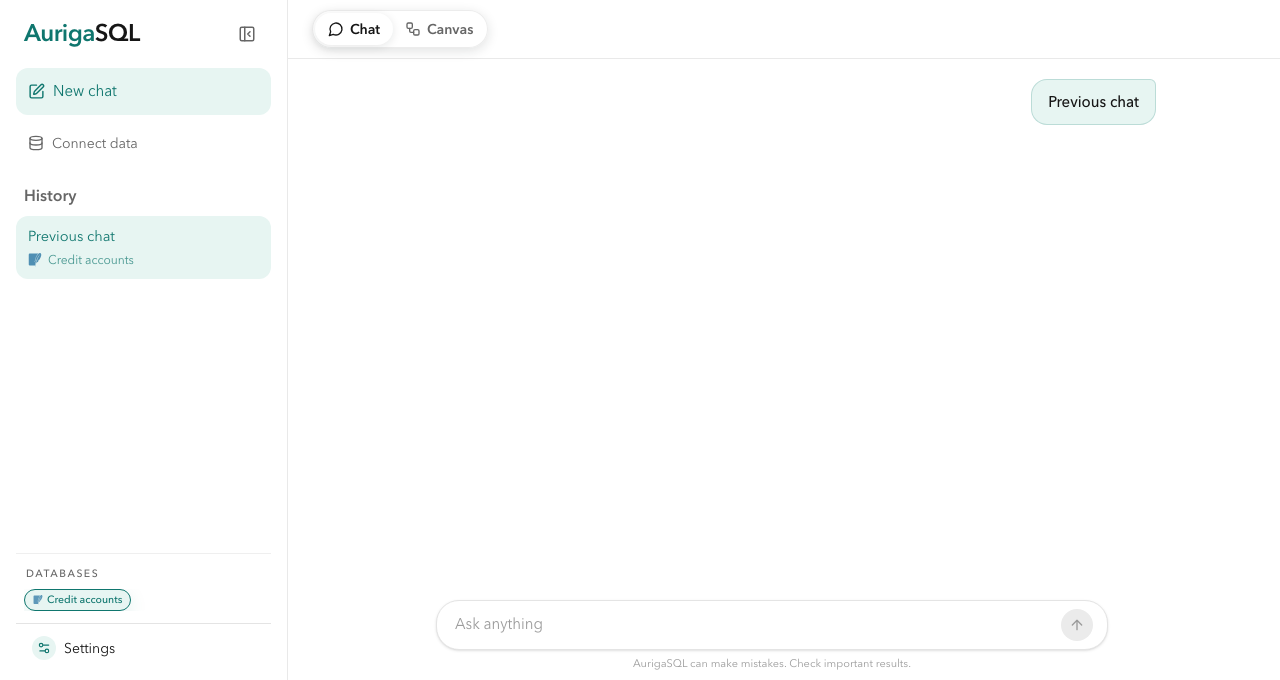 AurigaSQL
New chat
Connect data
History
Previous chat
Credit accounts
DATABASES
Credit accounts
Settings
Chat
Canvas
Previous chat
Ask anything
AurigaSQL can make mistakes. Check important results.